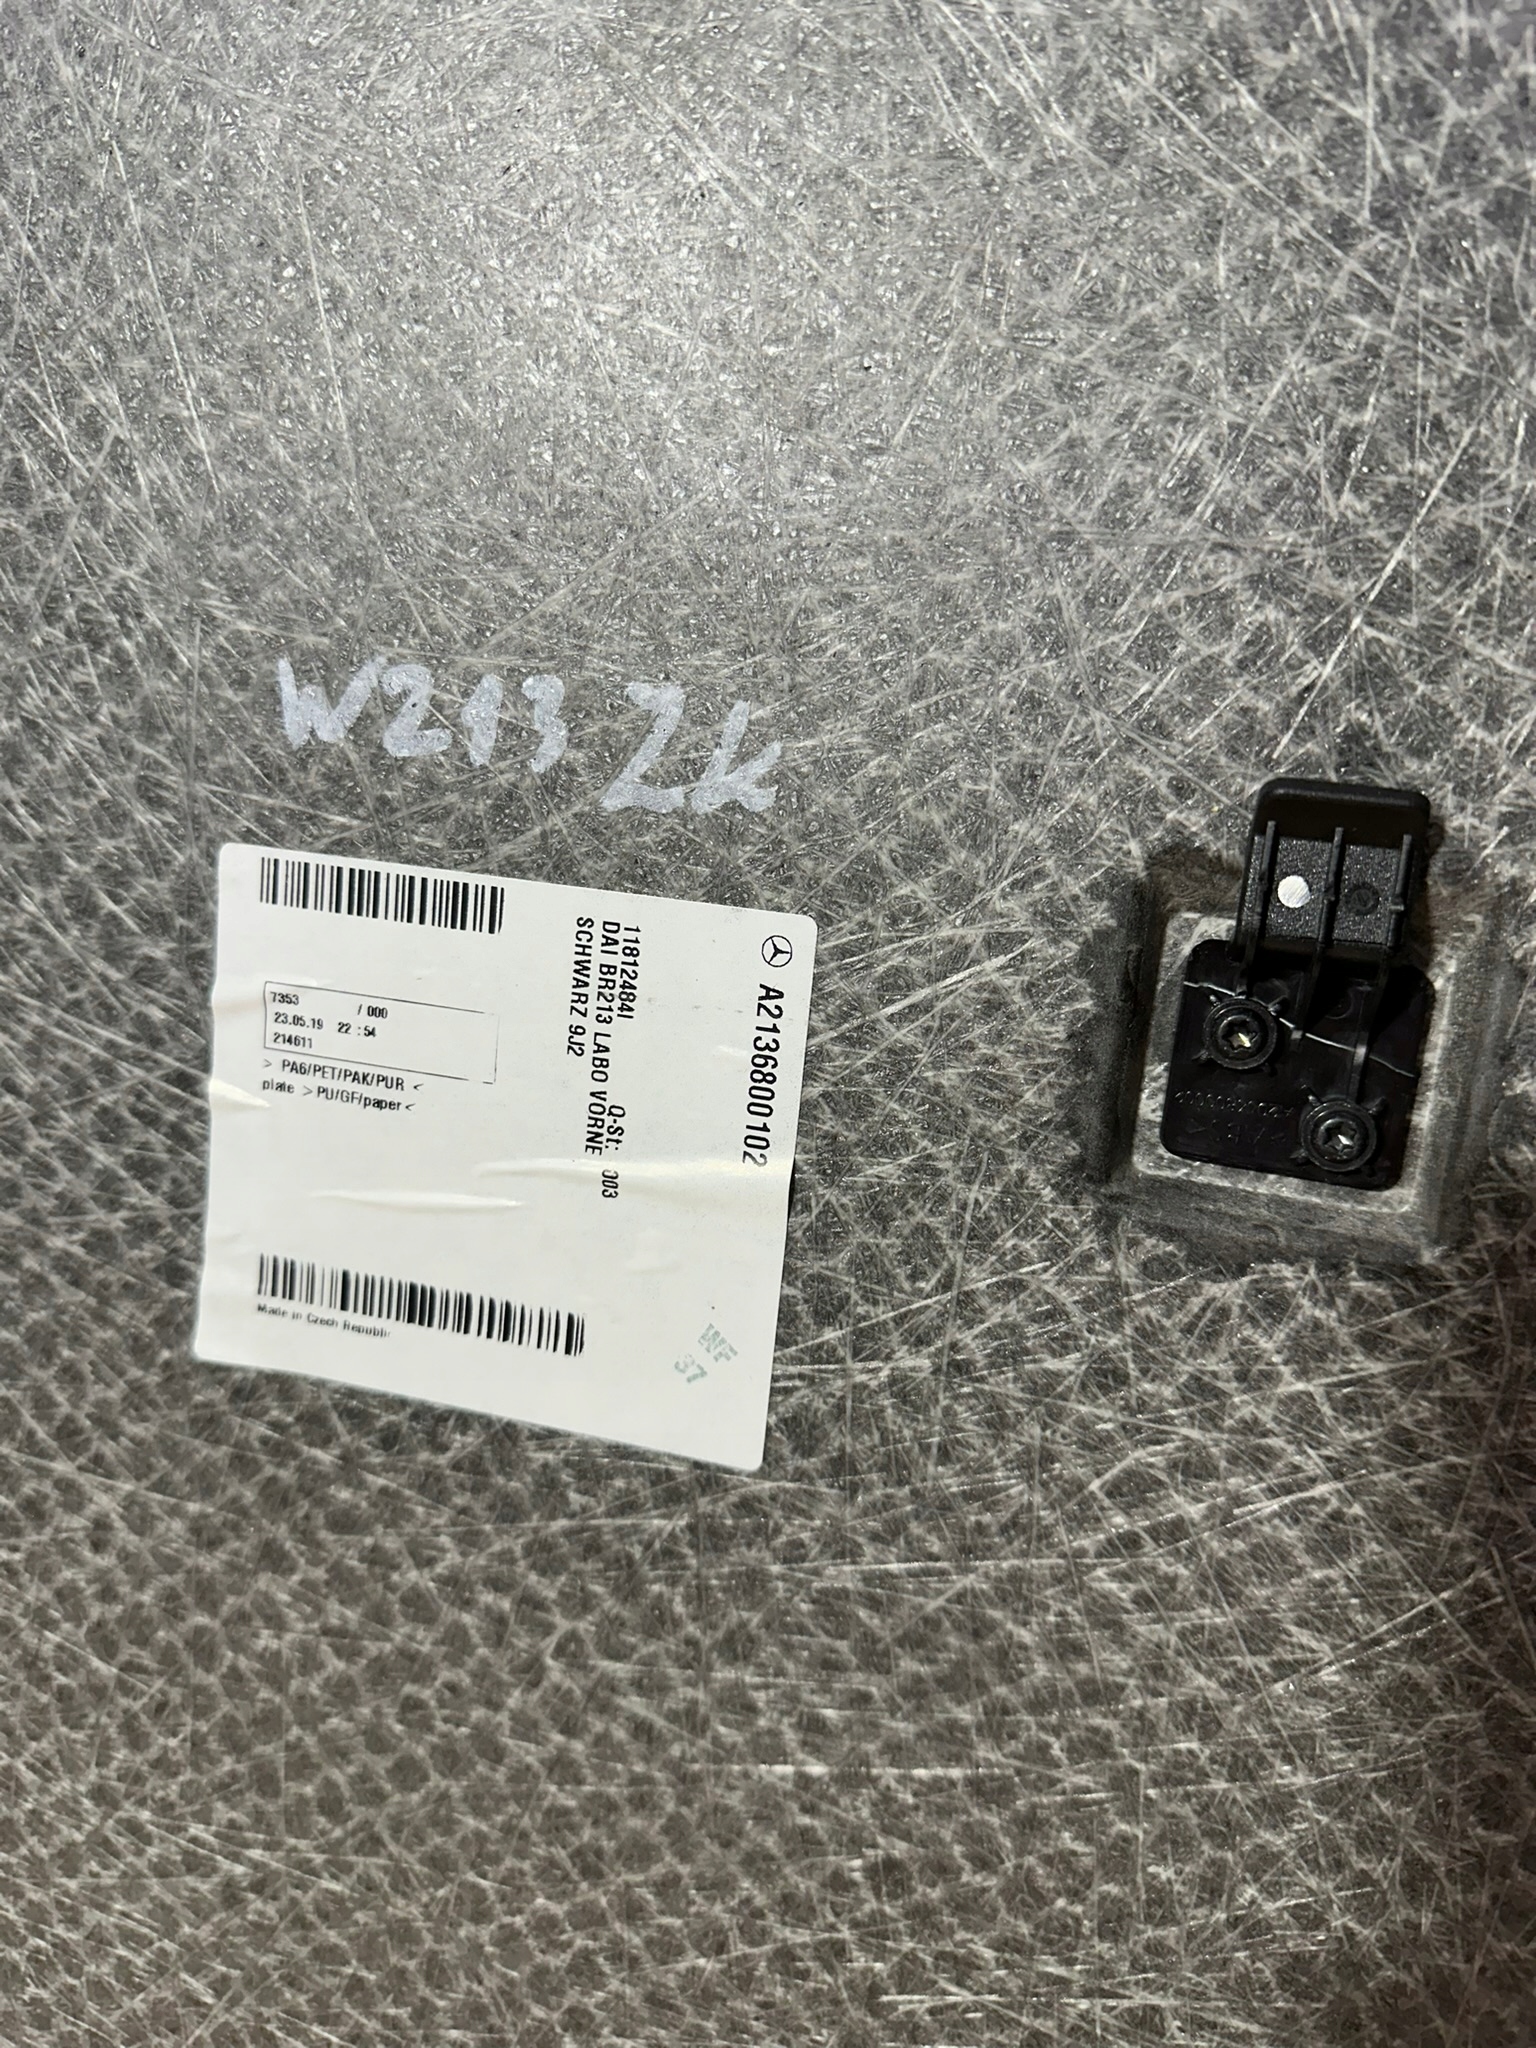 W213 Zk
A2136800102
11812484I Q-St: 003
DAI BR213 LABO VORNE
SCHWARZ 9J2
7353 / 000
23.05.19 22 : 54
214611
> PA6/PET/PAK/PUR <
plate > PU/GF/paper <
Made in Czech Republic
WF
37